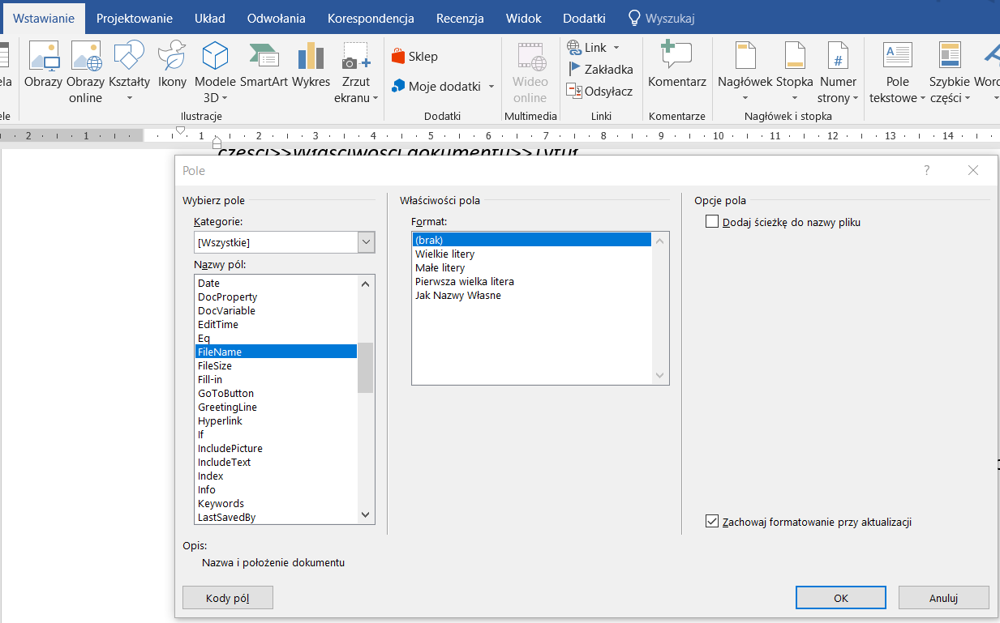 Wstawianie Projektowanie Układ Odwołania Korespondencja Recenzja Widok Dodatki Wyszukaj
ela Obrazy Obrazy online Kształty Ikony Modele 3D SmartArt Wykres Zrzut ekranu
Sklep
Moje dodatki
Wideo online
Link
Zakładka
Odsyłacz
Komentarz
Nagłówek Stopka Numer strony
#
A
Pole tekstowe Szybkie części Word
ele Ilustracje Dodatki Multimedia Linki Komentarze Nagłówek i stopka
2 1 1 2 3 4 5 6 7 8 9 10 11 12 13 14
części>>Właściwości dokumentu>>Tytuł
Pole
?
Wybierz pole
Kategorie:
[Wszystkie]
Nazwy pól:
Date
DocProperty
DocVariable
EditTime
Eq
FileName
FileSize
Fill-in
GoToButton
GreetingLine
Hyperlink
If
IncludePicture
IncludeText
Index
Info
Keywords
LastSavedBy
Właściwości pola
Format:
(brak)
Wielkie litery
Małe litery
Pierwsza wielka litera
Jak Nazwy Własne
Opcje pola
Dodaj ścieżkę do nazwy pliku
Zachowaj formatowanie przy aktualizacji
Opis:
Nazwa i położenie dokumentu
Kody pól
OK
Anuluj